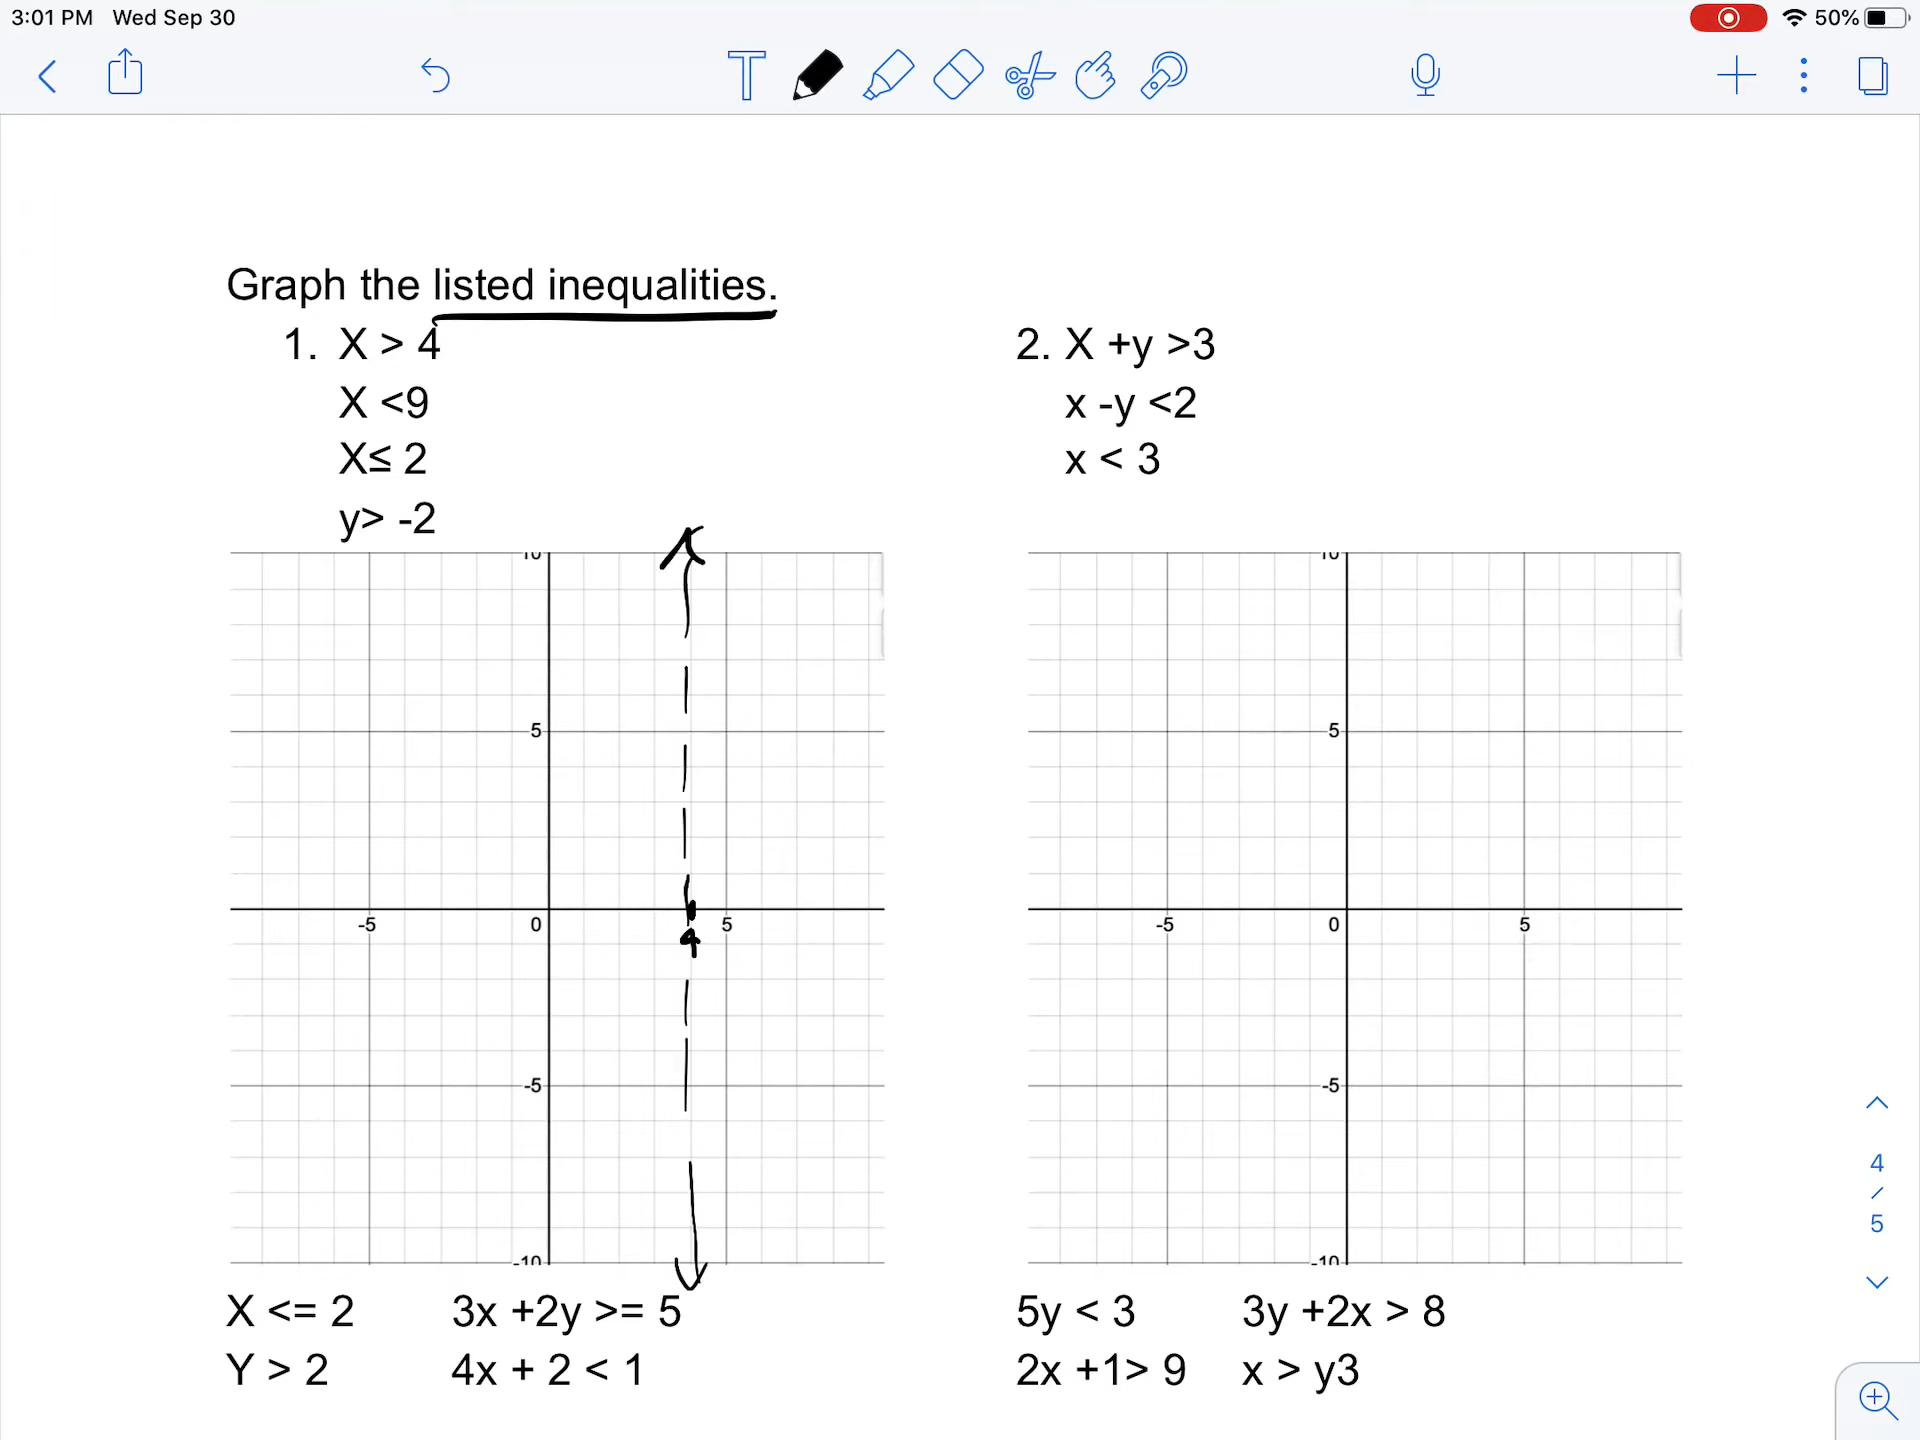 3:01 PM Wed Sep 30
50%
T
Graph the listed inequalities.
1. X > 4
X <9
X≤ 2
y> -2
2. X +y >3
x -y <2
x < 3
10
5
-5 0 4 5
-5
-10
10
5
-5 0 5
-5
-10
X <= 2 3x +2y >= 5
Y > 2 4x + 2 < 1
5y < 3 3y +2x > 8
2x +1> 9 x > y3
4
/
5